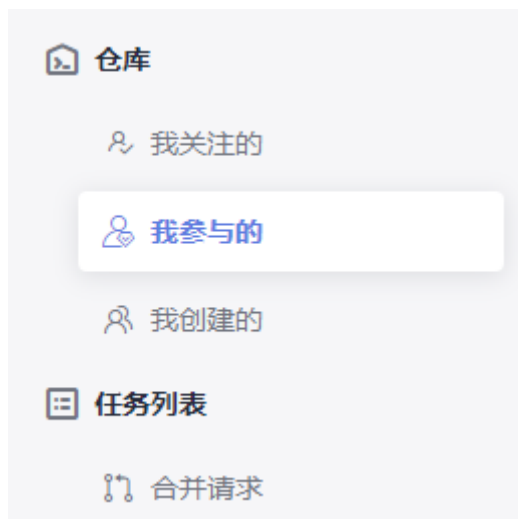 仓库
我关注的
我参与的
我创建的
任务列表
合并请求